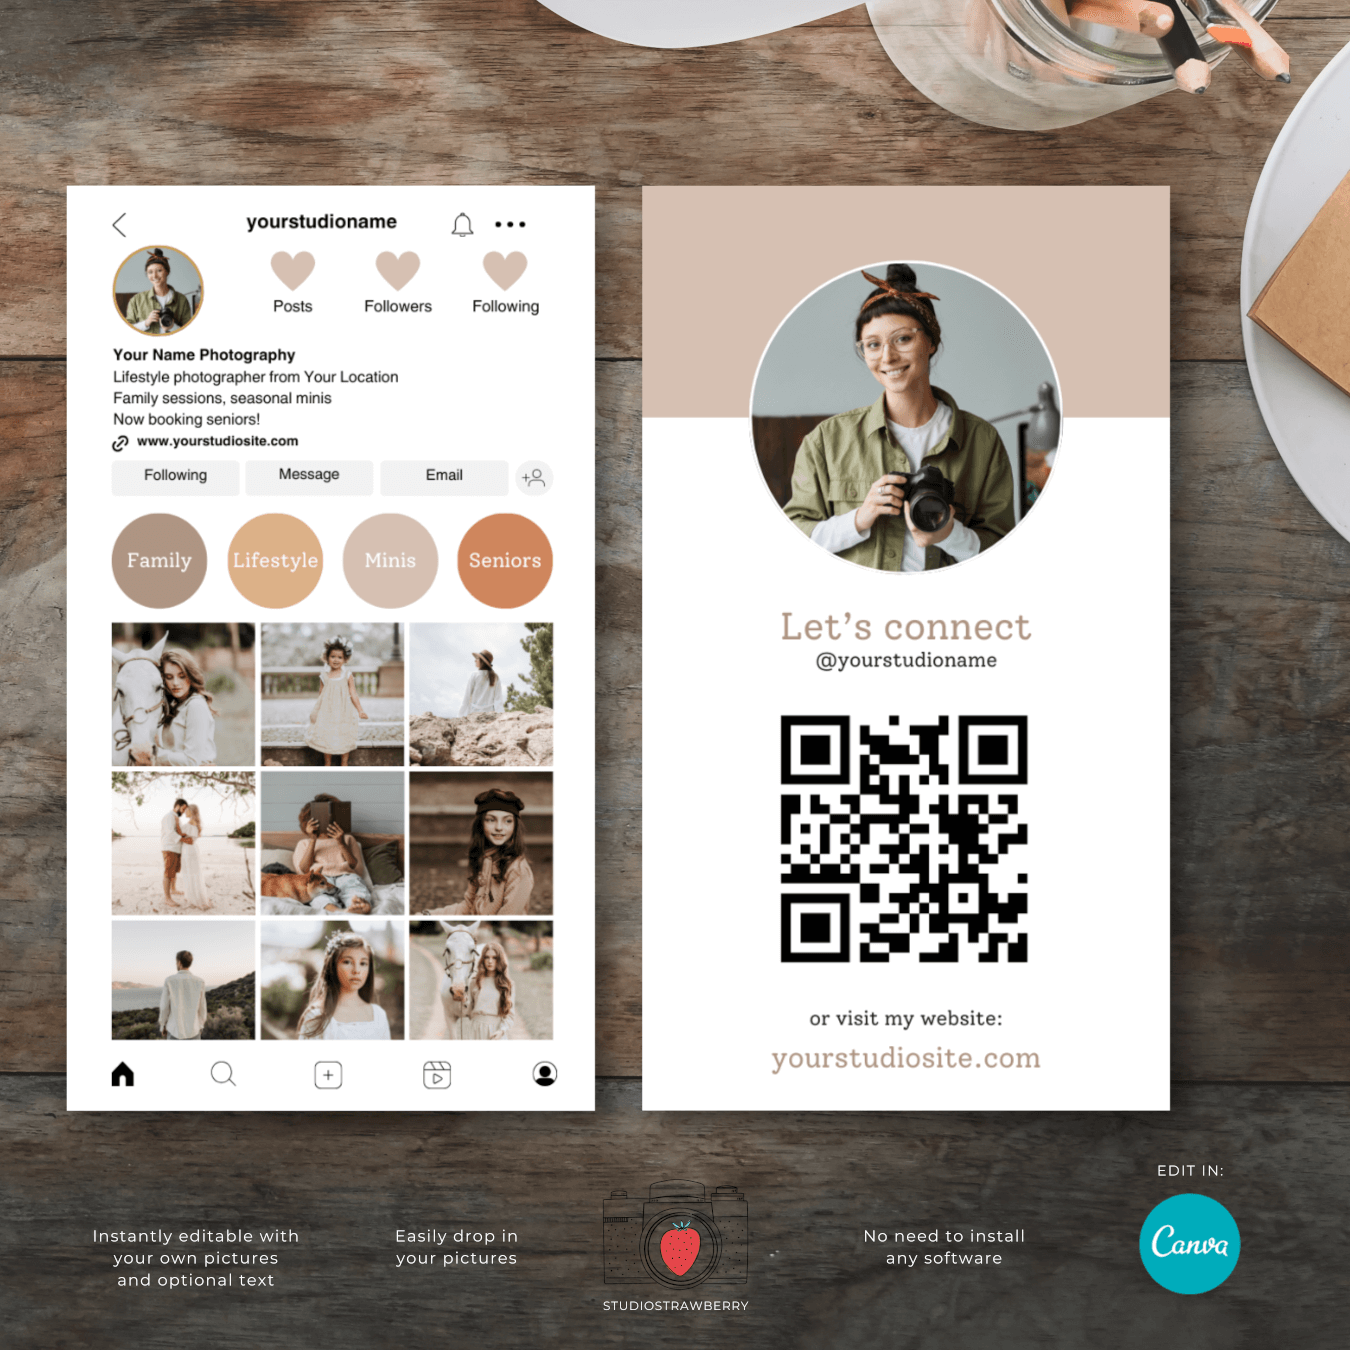 yourstudioname
Posts
Followers
Following
Your Name Photography
Lifestyle photographer from Your Location
Family sessions, seasonal minis
Now booking seniors!
www.yourstudiosite.com
Following
Message
Email
Family
Lifestyle
Minis
Seniors
Let's connect
@yourstudioname
or visit my website:
yourstudiosite.com
Instantly editable with
your own pictures
and optional text
Easily drop in
your pictures
STUDIOSTRAWBERRY
No need to install
any software
EDIT IN:
Canva